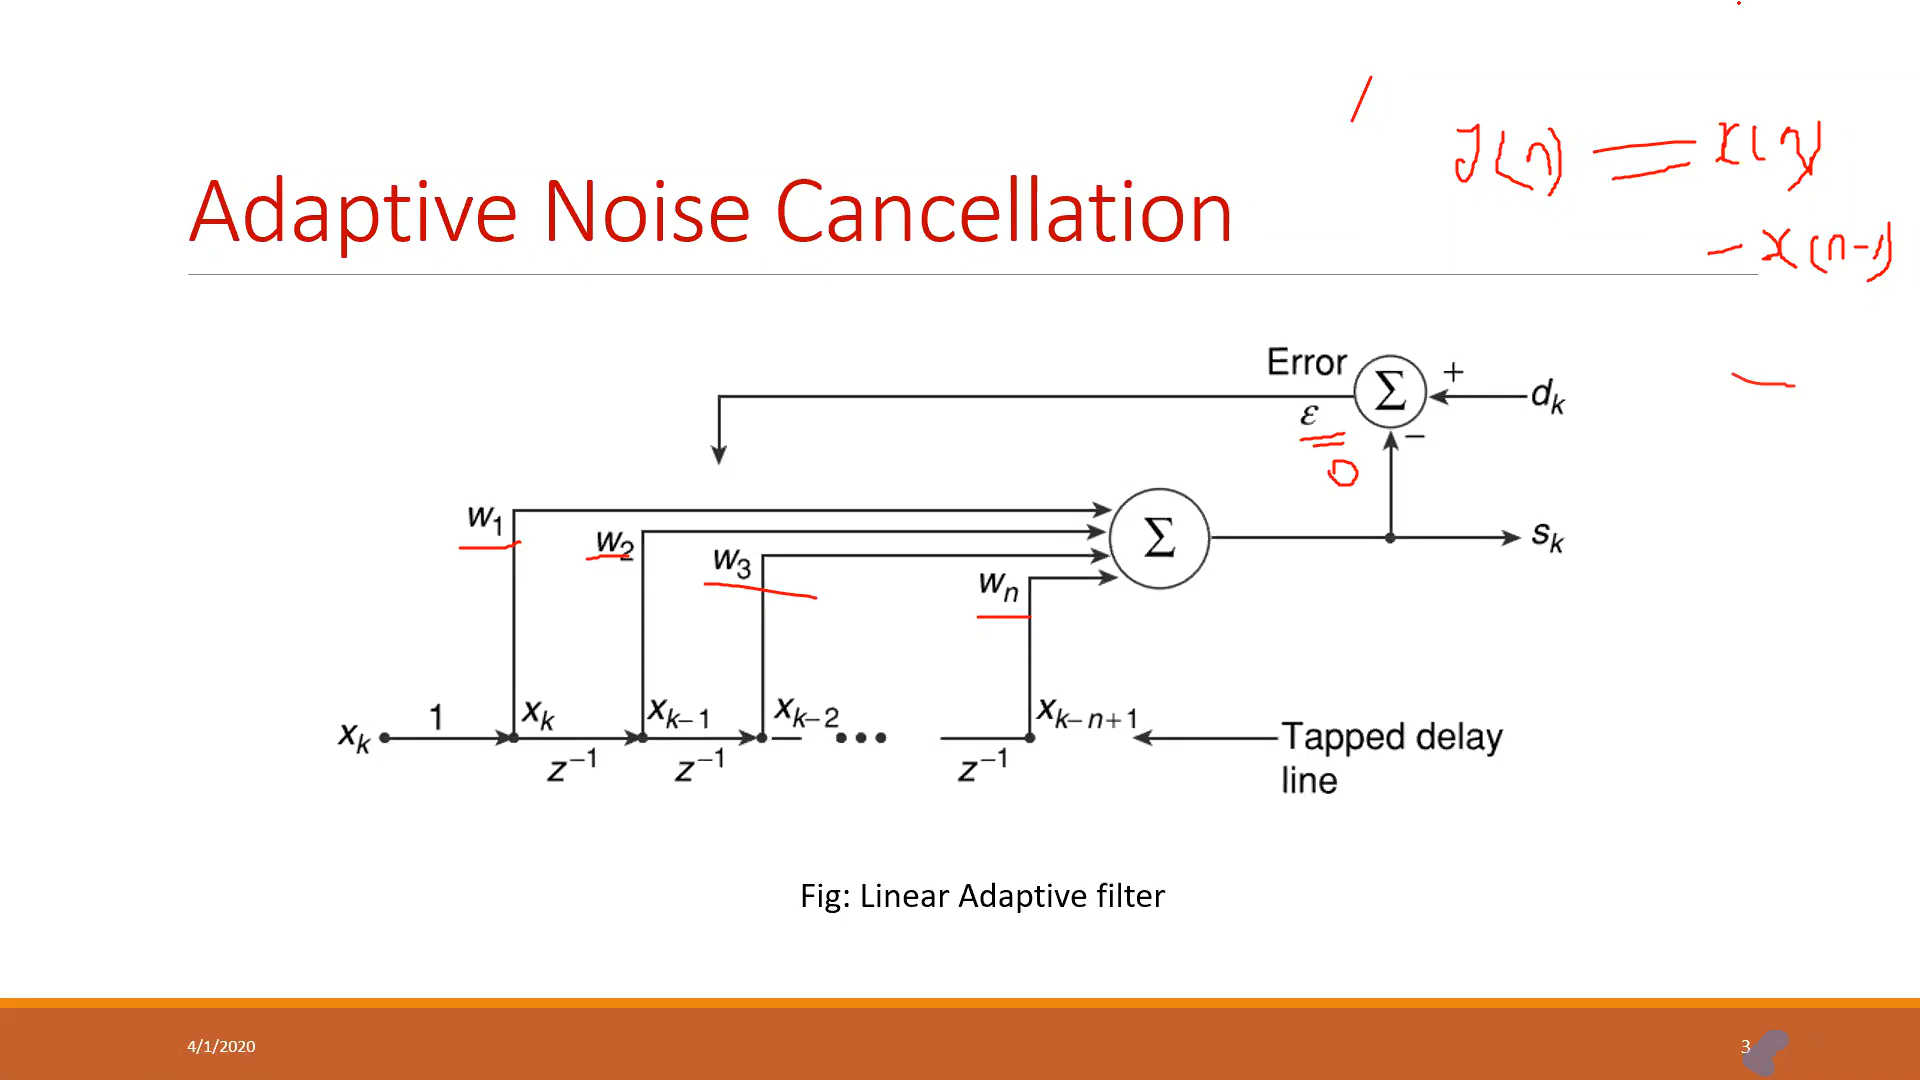 y(n) = x(n)
- x(n-1)
Adaptive Noise Cancellation
Error
+
Σ
dₖ
ε
−
0
w₁
w₂
w₃
wₙ
Σ
sₖ
xₖ
1
xₖ
xₖ₋₁
xₖ₋₂
xₖ₋ₙ₊₁
Tapped delay
line
z⁻¹
z⁻¹
z⁻¹
Fig: Linear Adaptive filter
4/1/2020
3